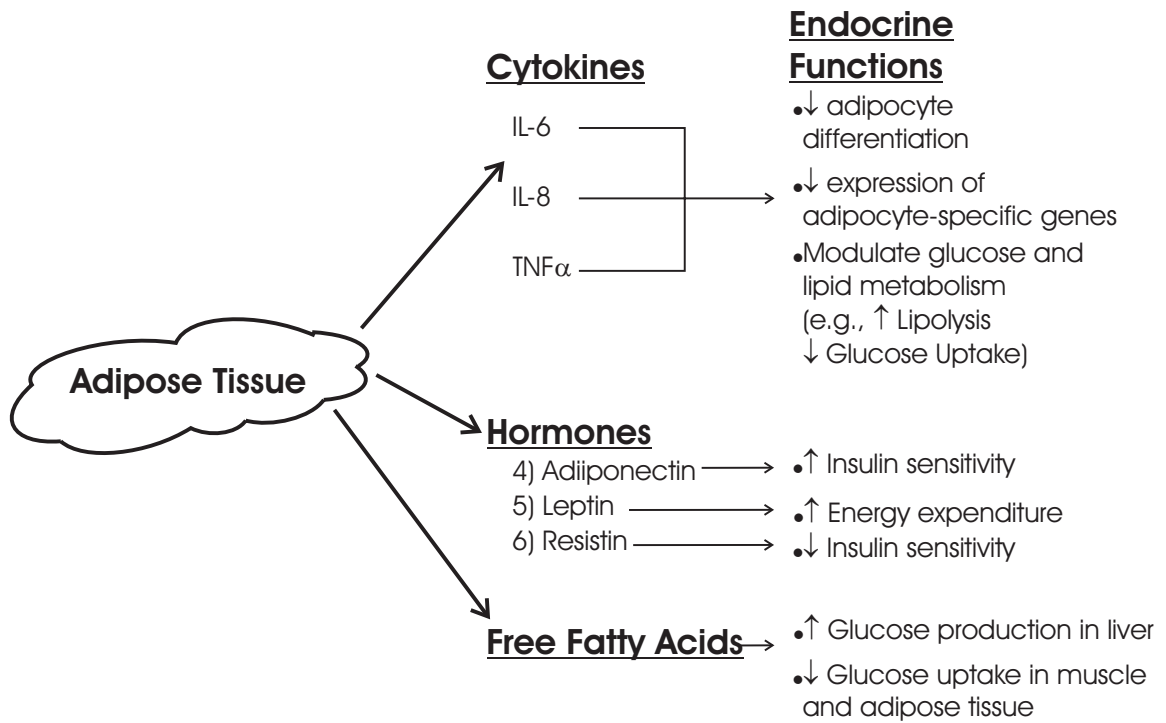 Adipose Tissue
Cytokines
IL-6
IL-8
TNFα
Endocrine
Functions
•↓ adipocyte
differentiation
•↓ expression of
adipocyte-specific genes
•Modulate glucose and
lipid metabolism
(e.g., ↑ Lipolysis
↓ Glucose Uptake)
Hormones
4) Adiiponectin
•↑ Insulin sensitivity
5) Leptin
•↑ Energy expenditure
6) Resistin
•↓ Insulin sensitivity
Free Fatty Acids
•↑ Glucose production in liver
•↓ Glucose uptake in muscle
and adipose tissue